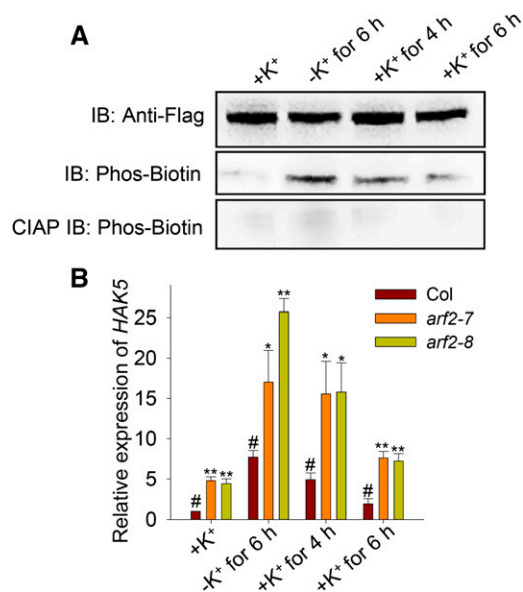 A
+K⁺
-K⁺ for 6 h
+K⁺ for 4 h
+K⁺ for 6 h
IB: Anti-Flag
IB: Phos-Biotin
CIAP IB: Phos-Biotin
B
Relative expression of HAK5
25
20
15
10
5
0
Col
arf2-7
arf2-8
#
**
**
#
*
**
#
*
*
#
**
**
+K⁺
-K⁺ for 6 h
+K⁺ for 4 h
+K⁺ for 6 h